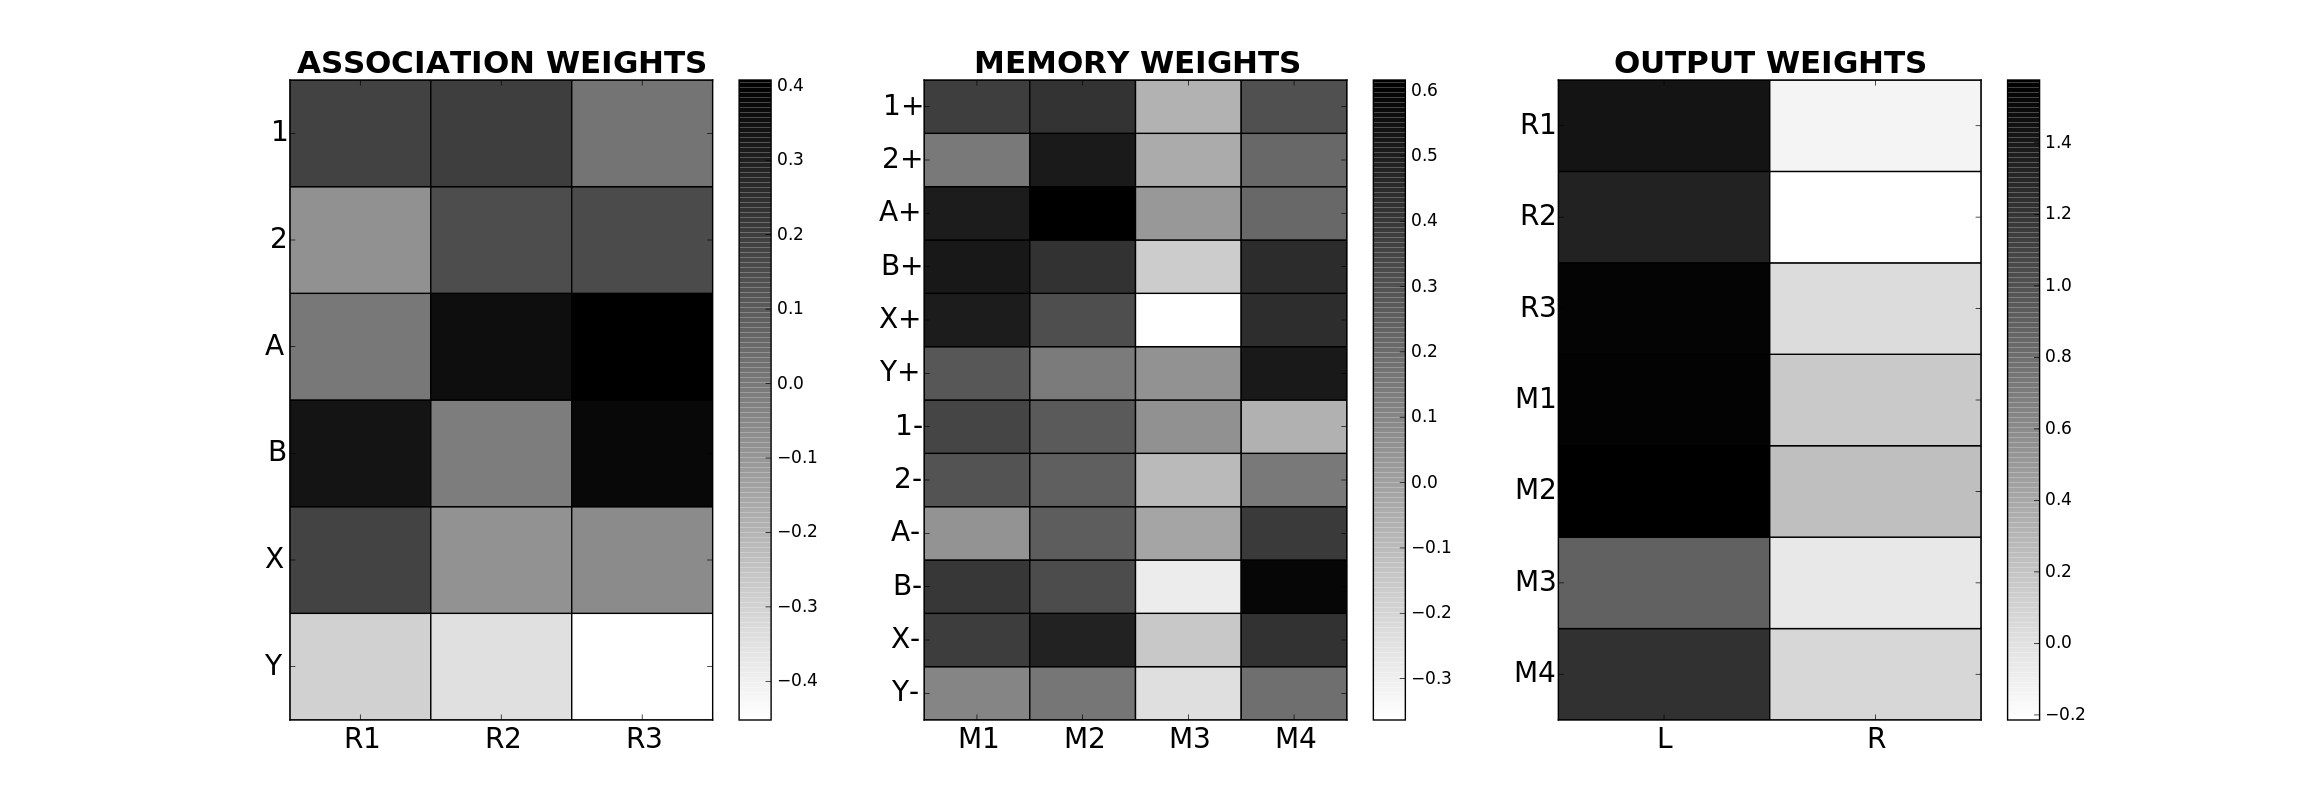 ASSOCIATION WEIGHTS
1
2
A
B
X
Y
R1 R2 R3
0.4
0.3
0.2
0.1
0.0
−0.1
−0.2
−0.3
−0.4
MEMORY WEIGHTS
1+
2+
A+
B+
X+
Y+
1-
2-
A-
B-
X-
Y-
M1 M2 M3 M4
0.6
0.5
0.4
0.3
0.2
0.1
0.0
−0.1
−0.2
−0.3
OUTPUT WEIGHTS
R1
R2
R3
M1
M2
M3
M4
L R
1.4
1.2
1.0
0.8
0.6
0.4
0.2
0.0
−0.2